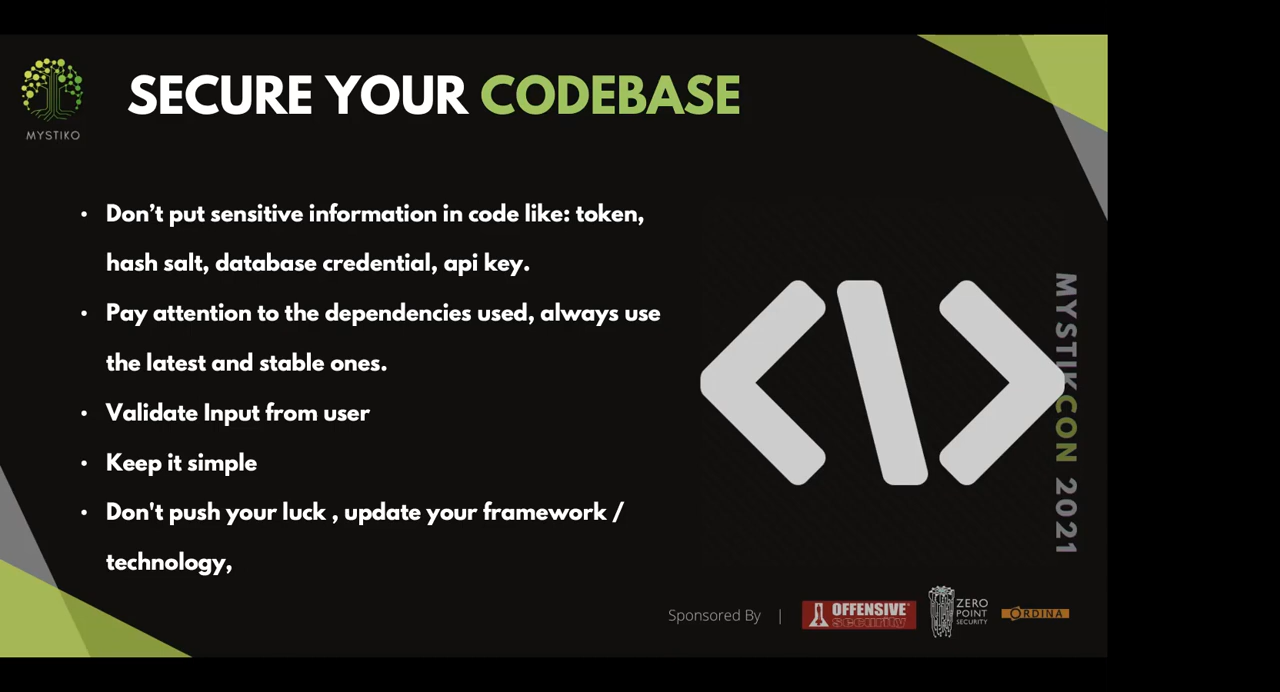 MYSTIKO
SECURE YOUR CODEBASE
• Don’t put sensitive information in code like: token,
hash salt, database credential, api key.
• Pay attention to the dependencies used, always use
the latest and stable ones.
• Validate Input from user
• Keep it simple
• Don't push your luck , update your framework /
technology,
MYSTIKCON 2021
Sponsored By |
OFFENSIVE
security
ZERO
POINT
SECURITY
ORDINA